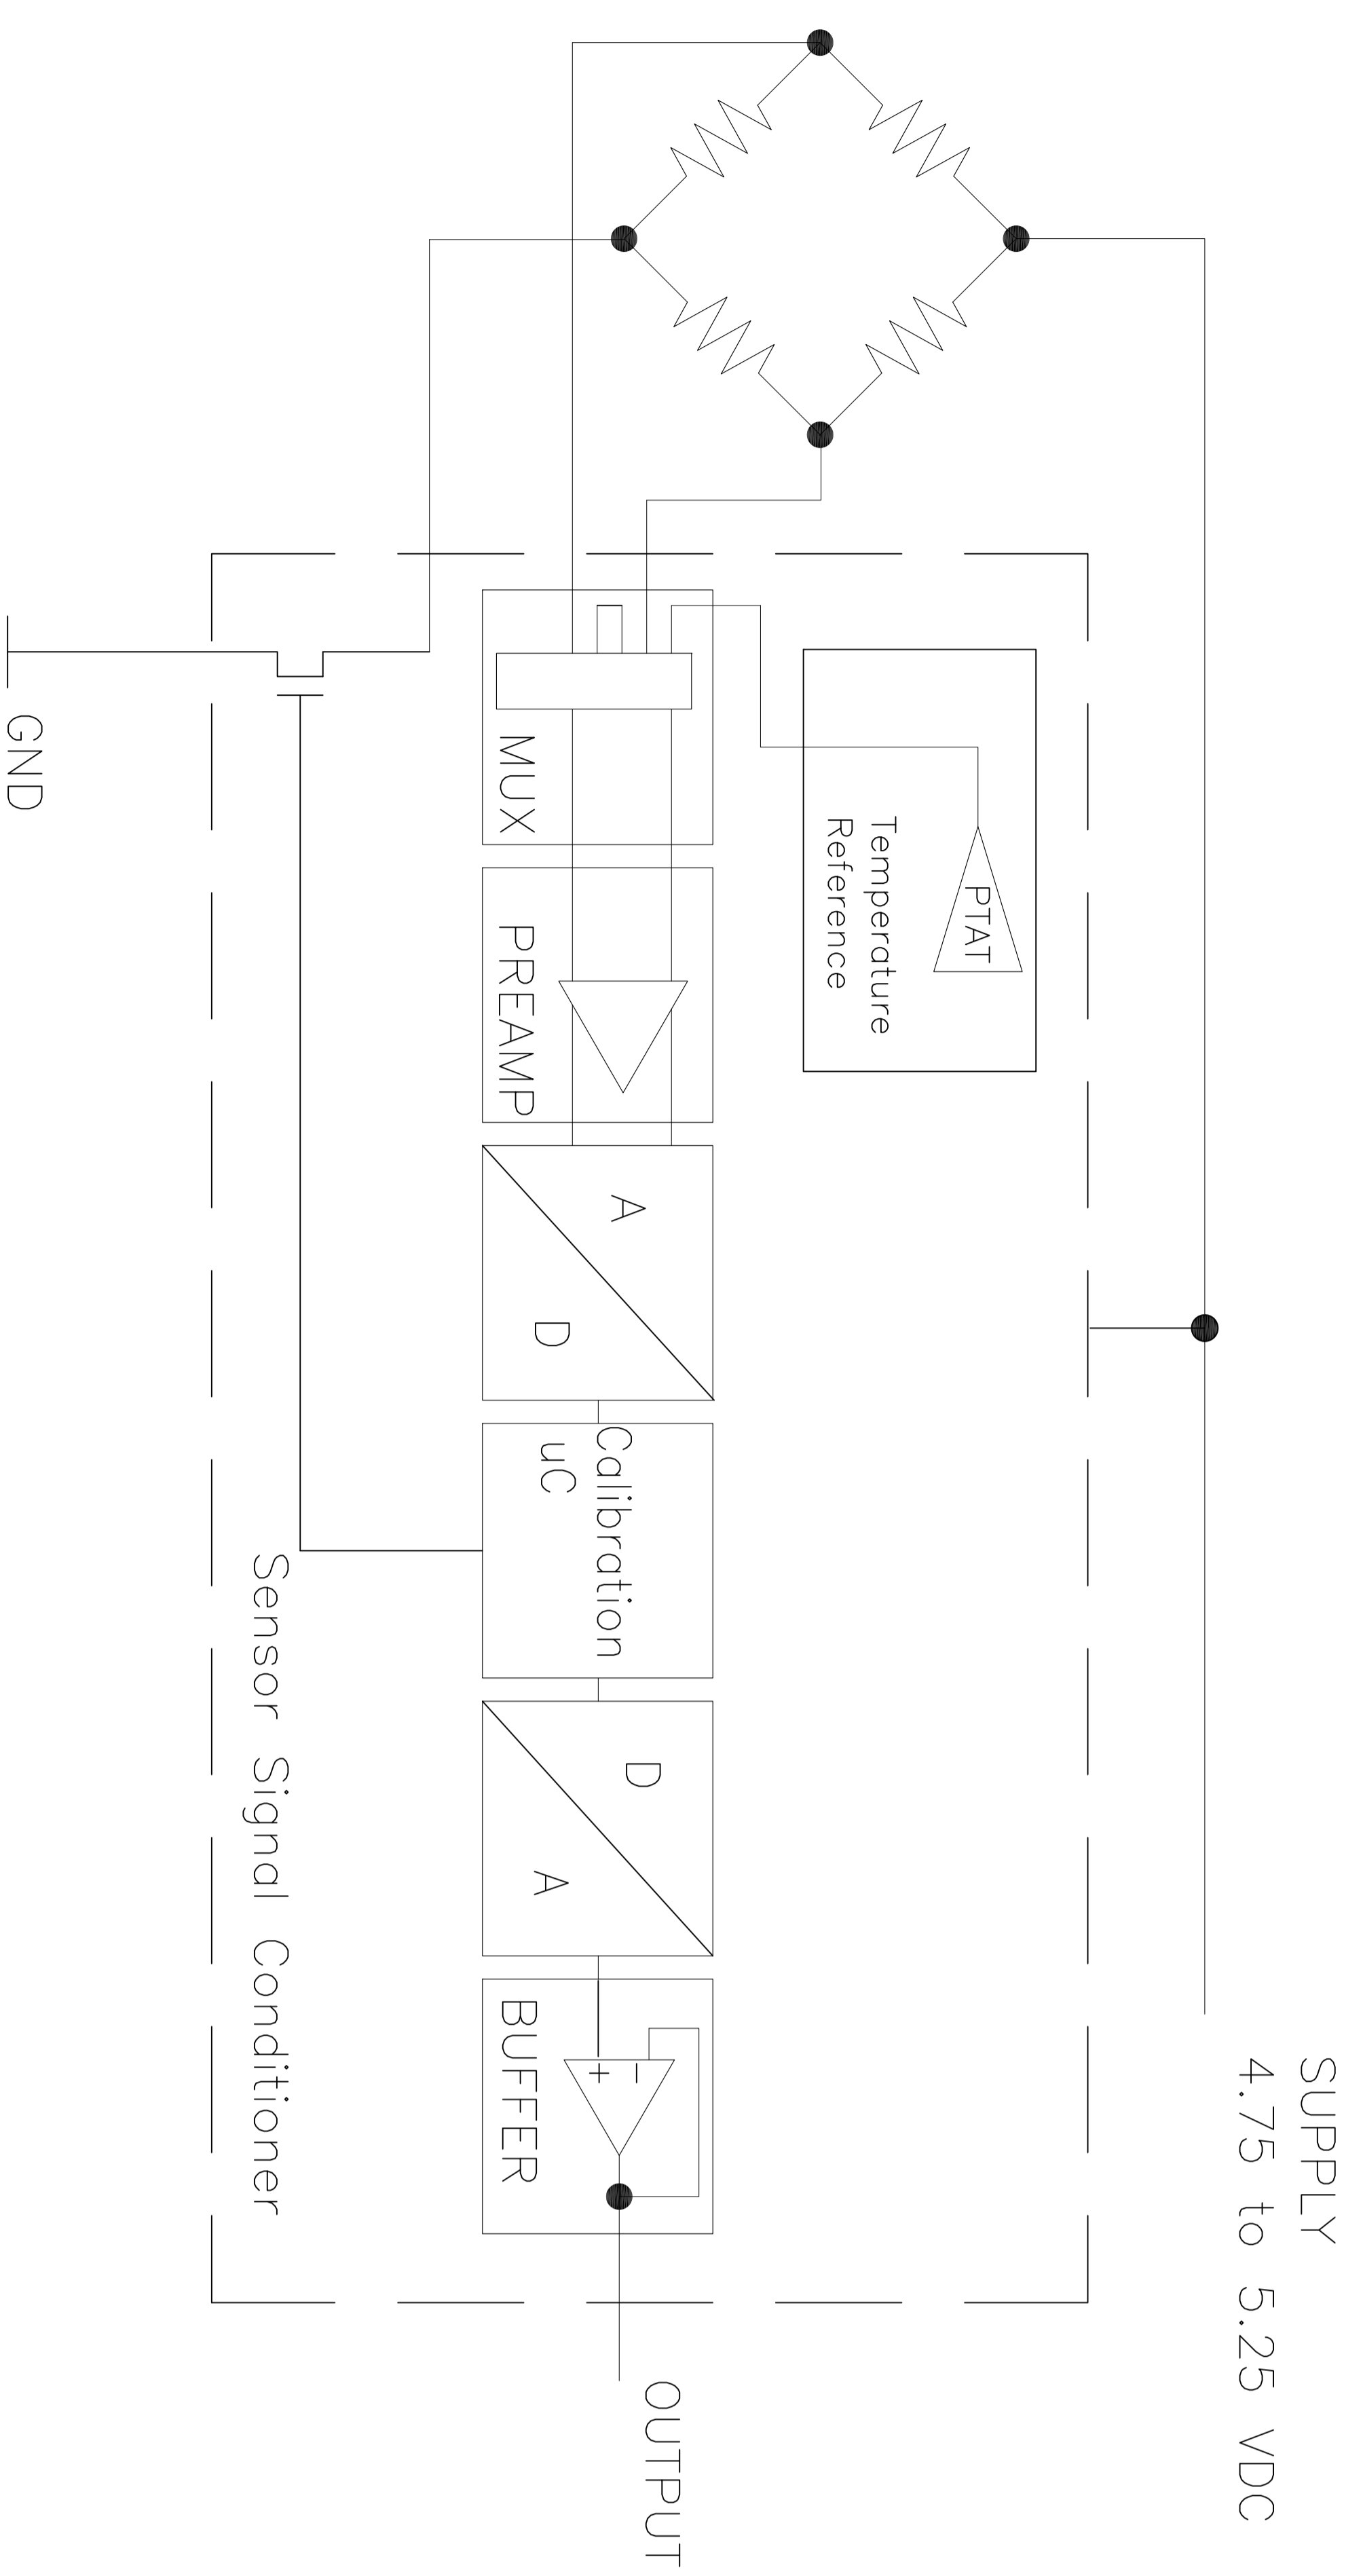 SUPPLY
4.75 to 5.25 VDC
PTAT
Temperature
Reference
OUTPUT
MUX
PREAMP
A
D
Calibration
uC
D
A
-
+
BUFFER
Sensor Signal Conditioner
GND